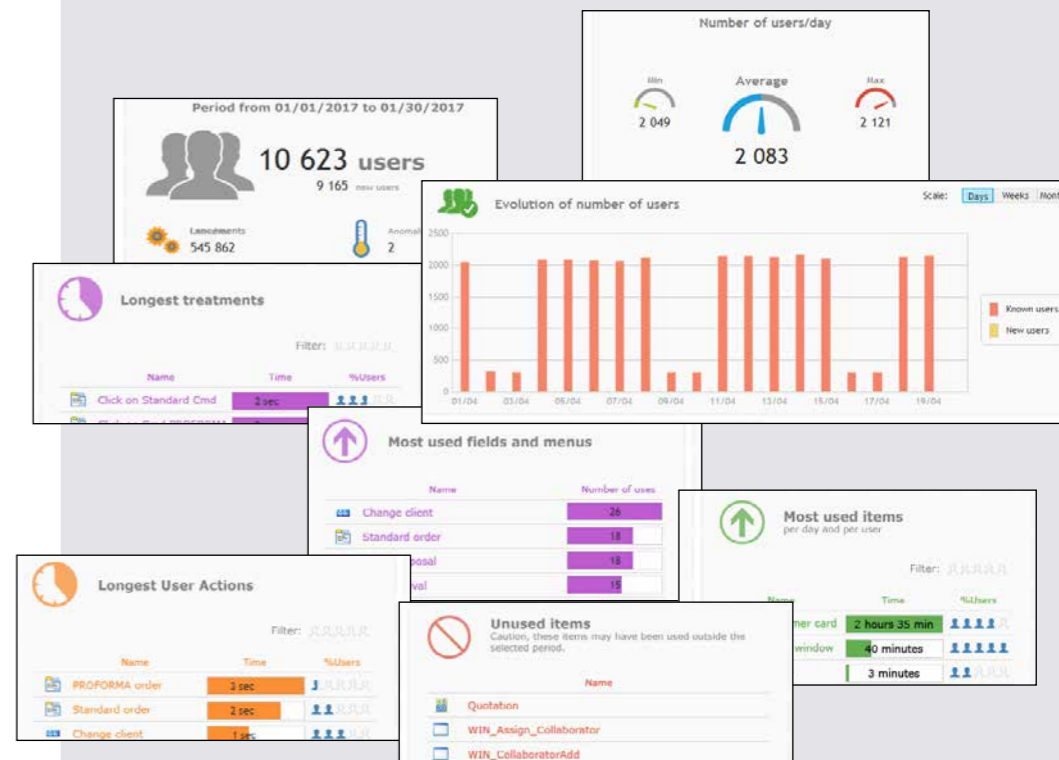 Number of users/day
Min
Average
Max
2 049
2 083
2 121
Period from 01/01/2017 to 01/30/2017
10 623 users
9 165 new users
545 862
2
Evolution of number of users
Scale: Days Weeks
2500
2000
1500
1000
500
0
01/04 03/04 05/04 07/04 09/04 11/04 13/04 15/04 17/04 19/04
Known users
New users
Longest treatments
Filter:
Name Time %Users
Click on Standard Cmd 2 sec
Most used fields and menus
Name Number of uses
Change client 26
Standard order 18
18
15
Most used items
per day and per user
Filter:
Name Time %Users
card 2 hours 35 min
window 40 minutes
3 minutes
Longest User Actions
Filter:
Name Time %Users
PROFORMA order 3 sec
Standard order 2 sec
Change client 1 sec
Unused items
Caution, these items may have been used outside the
selected period.
Name
Quotation
WIN_Assign_Collaborator
WIN_CollaboratorAdd